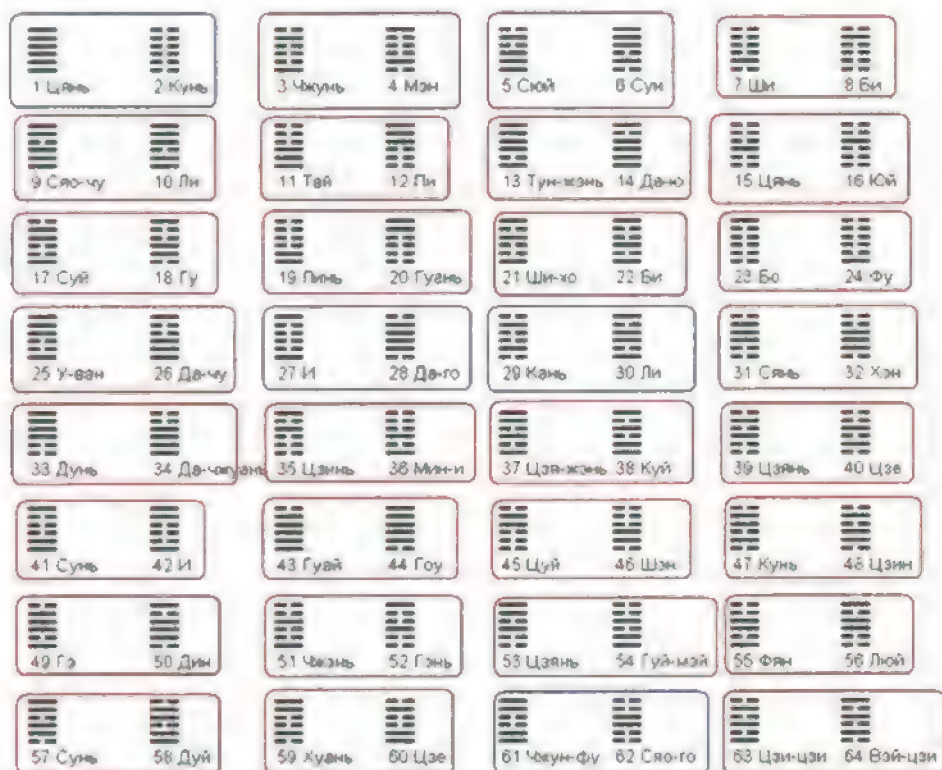 1 Цянь 2 Кунь 3 Чжунь 4 Мэн 5 Сюй 6 Сун 7 Ши 8 Би
9 Сяо-чу 10 Ли 11 Тай 12 Пи 13 Тун-жэнь 14 Да-ю 15 Цянь 16 Юй
17 Суй 18 Гу 19 Линь 20 Гуань 21 Ши-хо 22 Би 23 Бо 24 Фу
25 У-ван 26 Да-чу 27 И 28 Да-го 29 Кань 30 Ли 31 Сянь 32 Хэн
33 Дунь 34 Да-чжуань 35 Цзинь 36 Мин-и 37 Цзя-жэнь 38 Куй 39 Цзянь 40 Цзе
41 Сунь 42 И 43 Гуай 44 Гоу 45 Цуй 46 Шэн 47 Кунь 48 Цзин
49 Гэ 50 Дин 51 Чжэнь 52 Гэнь 53 Цзянь 54 Гуй-мэй 55 Фэн 56 Люй
57 Сунь 58 Дуй 59 Хуань 60 Цзе 61 Чжун-фу 62 Сяо-го 63 Цзи-цзи 64 Вэй-цзи